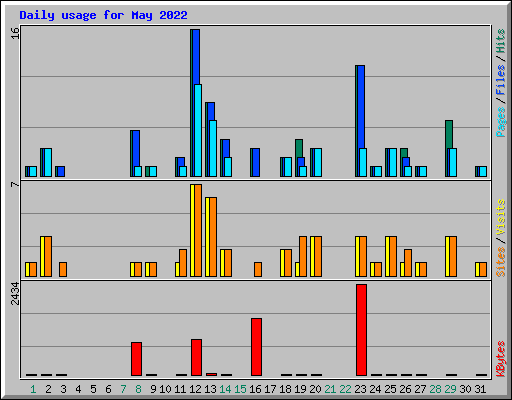 Daily usage for May 2022
16
7
2434
Pages / Files / Hits
Sites / Visits
KBytes
1 2 3 4 5 6 7 8 9 10 11 12 13 14 15 16 17 18 19 20 21 22 23 24 25 26 27 28 29 30 31